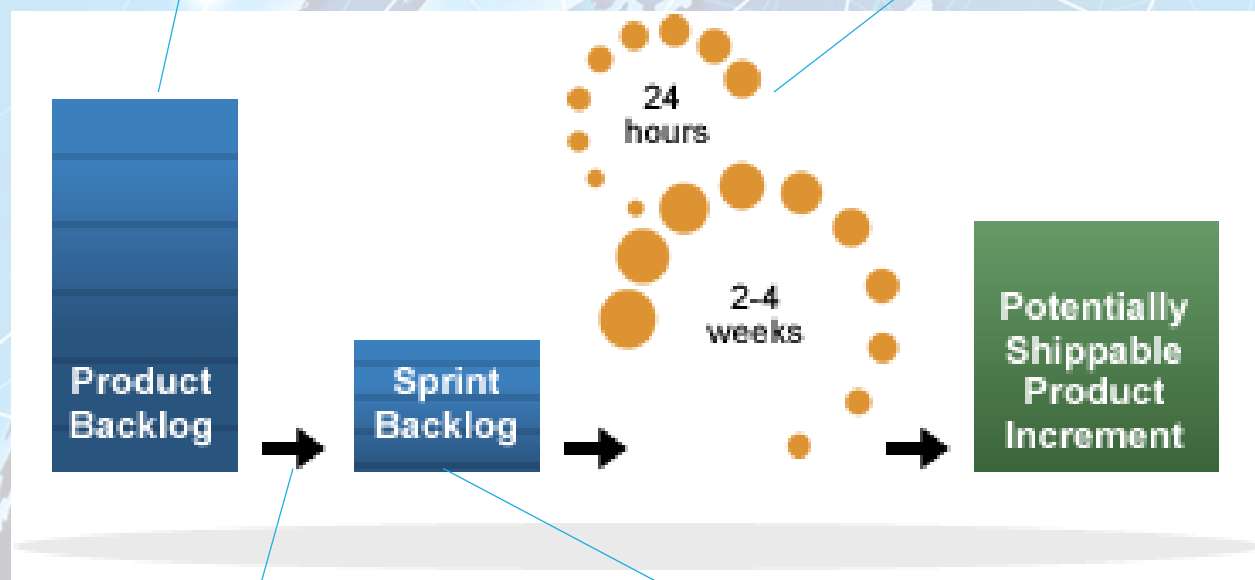 Product
Backlog
Sprint
Backlog
24
hours
2-4
weeks
Potentially
Shippable
Product
Increment